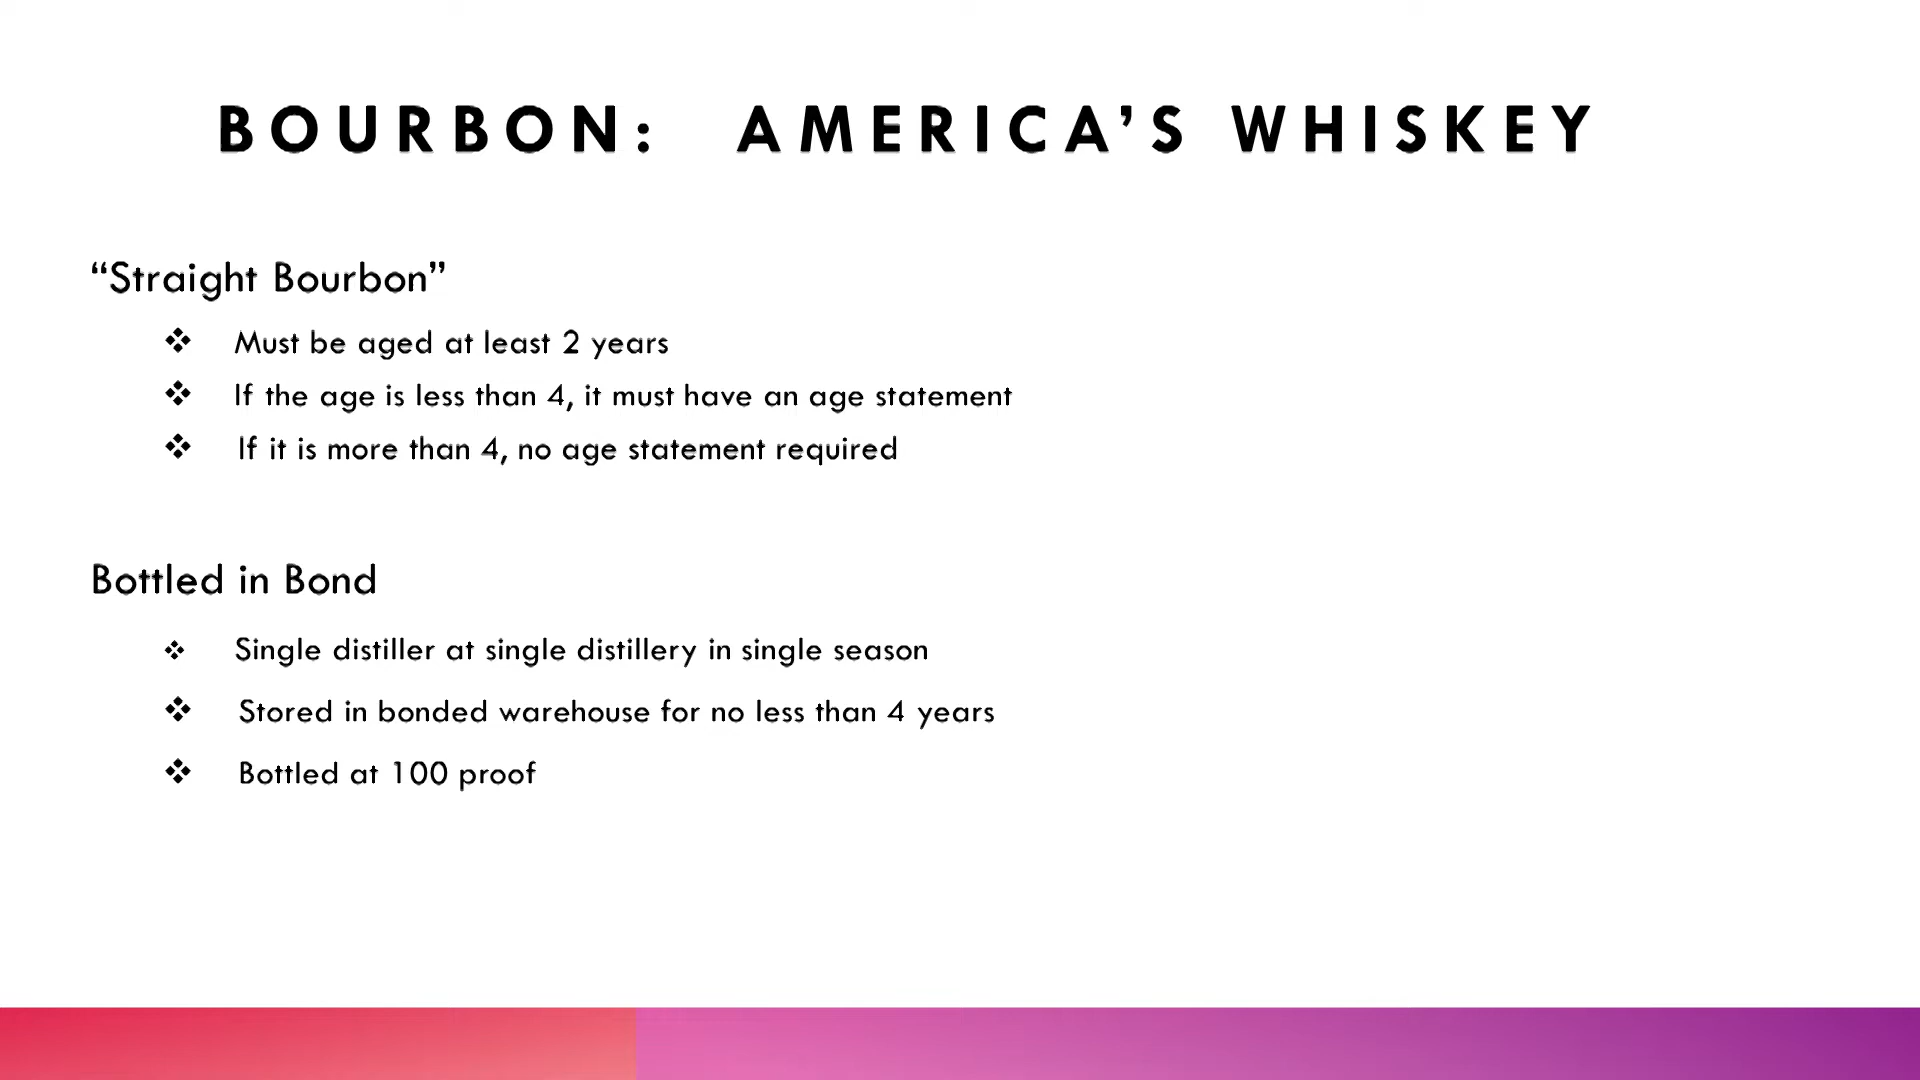 BOURBON: AMERICA’S WHISKEY
“Straight Bourbon”
❖ Must be aged at least 2 years
❖ If the age is less than 4, it must have an age statement
❖ If it is more than 4, no age statement required
Bottled in Bond
❖ Single distiller at single distillery in single season
❖ Stored in bonded warehouse for no less than 4 years
❖ Bottled at 100 proof